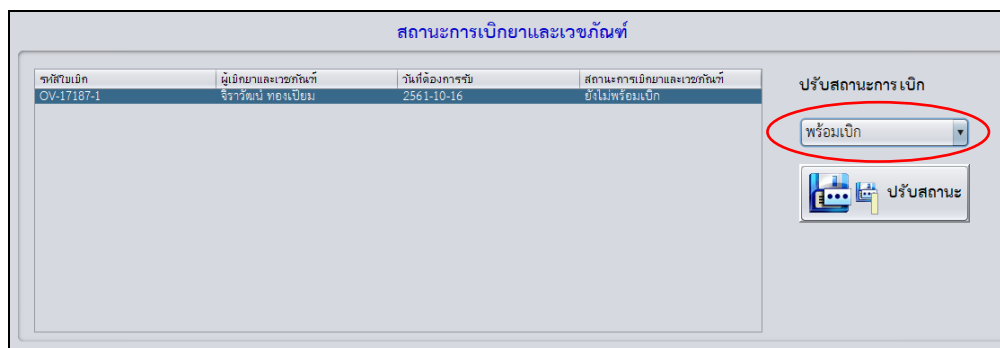 สถานะการเบิกยาและเวชภัณฑ์
รหัสใบเบิก ผู้เบิกยาและเวชภัณฑ์ วันที่ต้องการรับ สถานะการเบิกยาและเวชภัณฑ์
OV-17187-1 จิราวัฒน์ ทองเปี่ยม 2561-10-16 ยังไม่พร้อมเบิก
ปรับสถานะการเบิก
พร้อมเบิก
ปรับสถานะ